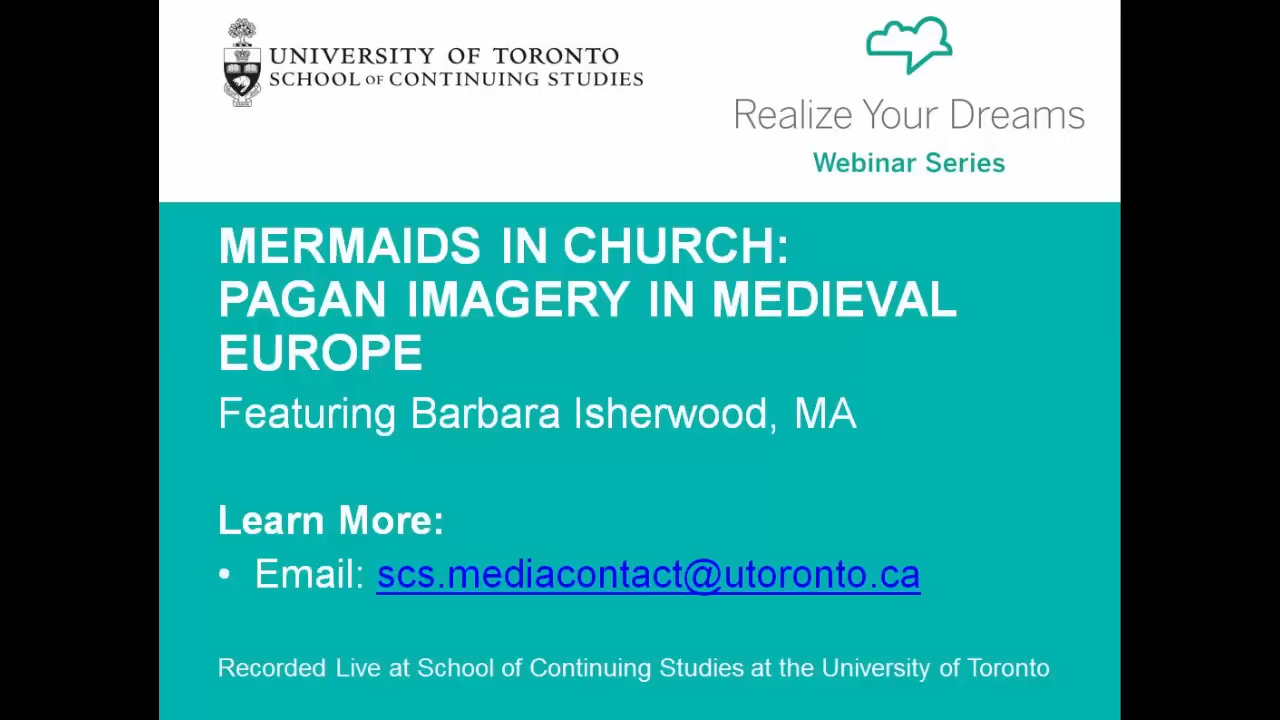 UNIVERSITY OF TORONTO
SCHOOL OF CONTINUING STUDIES
Realize Your Dreams
Webinar Series
MERMAIDS IN CHURCH:
PAGAN IMAGERY IN MEDIEVAL
EUROPE
Featuring Barbara Isherwood, MA
Learn More:
• Email: scs.mediacontact@utoronto.ca
Recorded Live at School of Continuing Studies at the University of Toronto